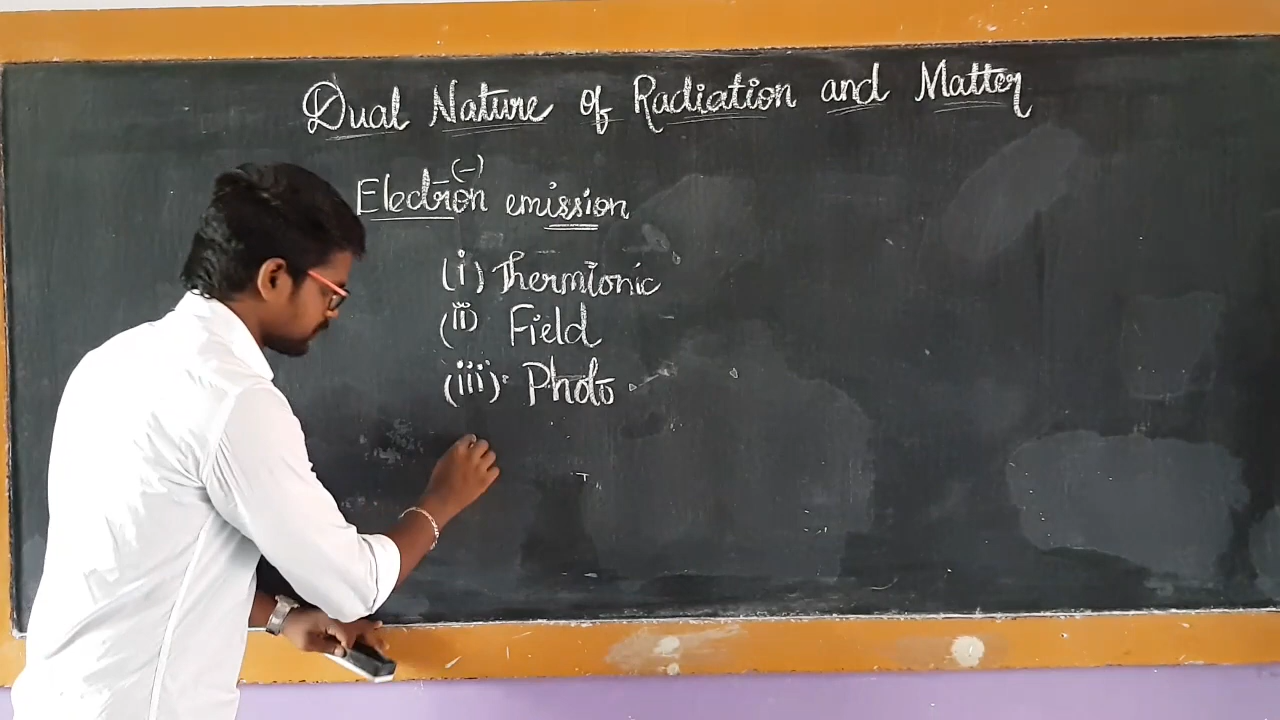 Dual Nature of Radiation and Matter
(-)
Electron emission
(i) Thermionic
(ii) Field
(iii) Photo